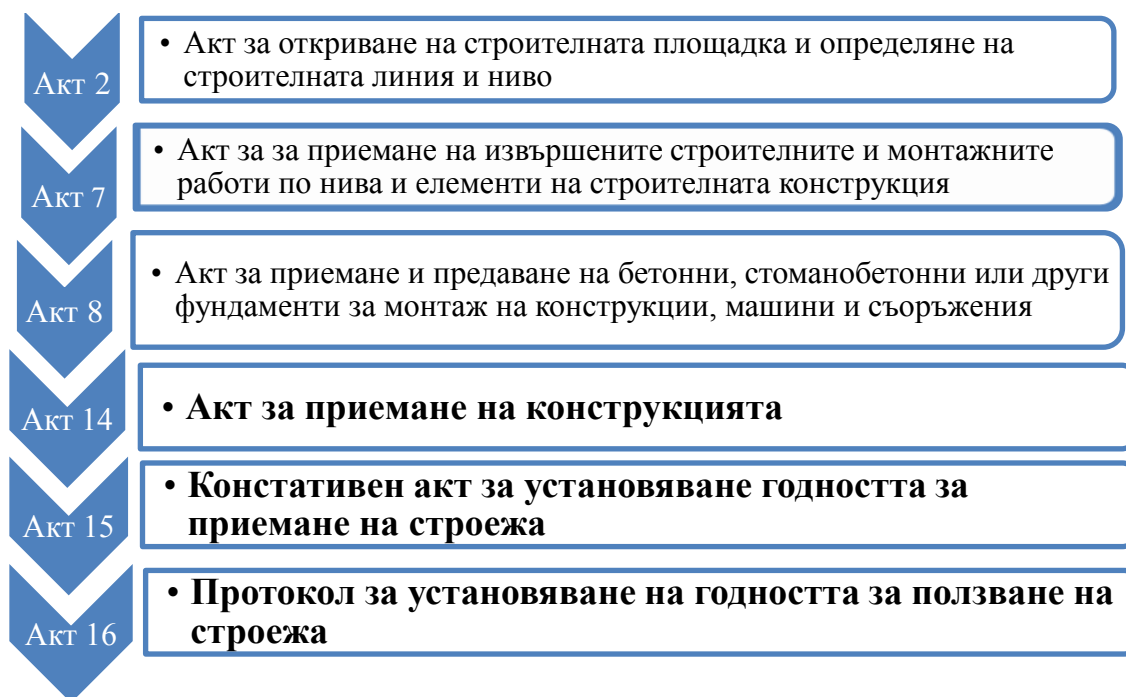 Акт 2
• Акт за откриване на строителната площадка и определяне на
строителната линия и ниво
Акт 7
• Акт за за приемане на извършените строителните и монтажните
работи по нива и елементи на строителната конструкция
Акт 8
• Акт за приемане и предаване на бетонни, стоманобетонни или други
фундаменти за монтаж на конструкции, машини и съоръжения
Акт 14
• Акт за приемане на конструкцията
Акт 15
• Констативен акт за установяване годността за
приемане на строежа
Акт 16
• Протокол за установяване на годността за ползване на
строежа